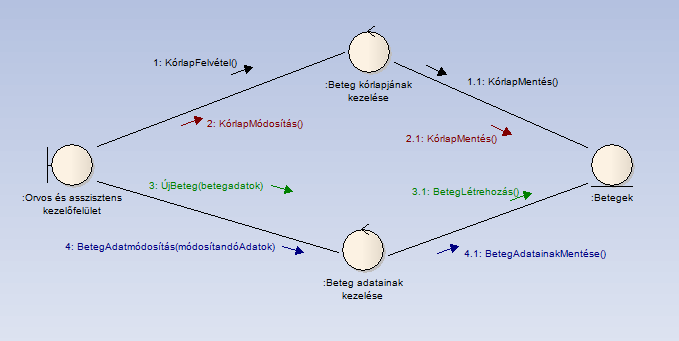 1: KórlapFelvétel()
:Beteg kórlapjának
kezelése
1.1: KórlapMentés()
2: KórlapMódosítás()
2.1: KórlapMentés()
:Orvos és asszisztens
kezelőfelület
3: ÚjBeteg(betegadatok)
3.1: BetegLétrehozás()
:Betegek
4: BetegAdatmódosítás(módosítandóAdatok)
4.1: BetegAdatainakMentése()
:Beteg adatainak
kezelése